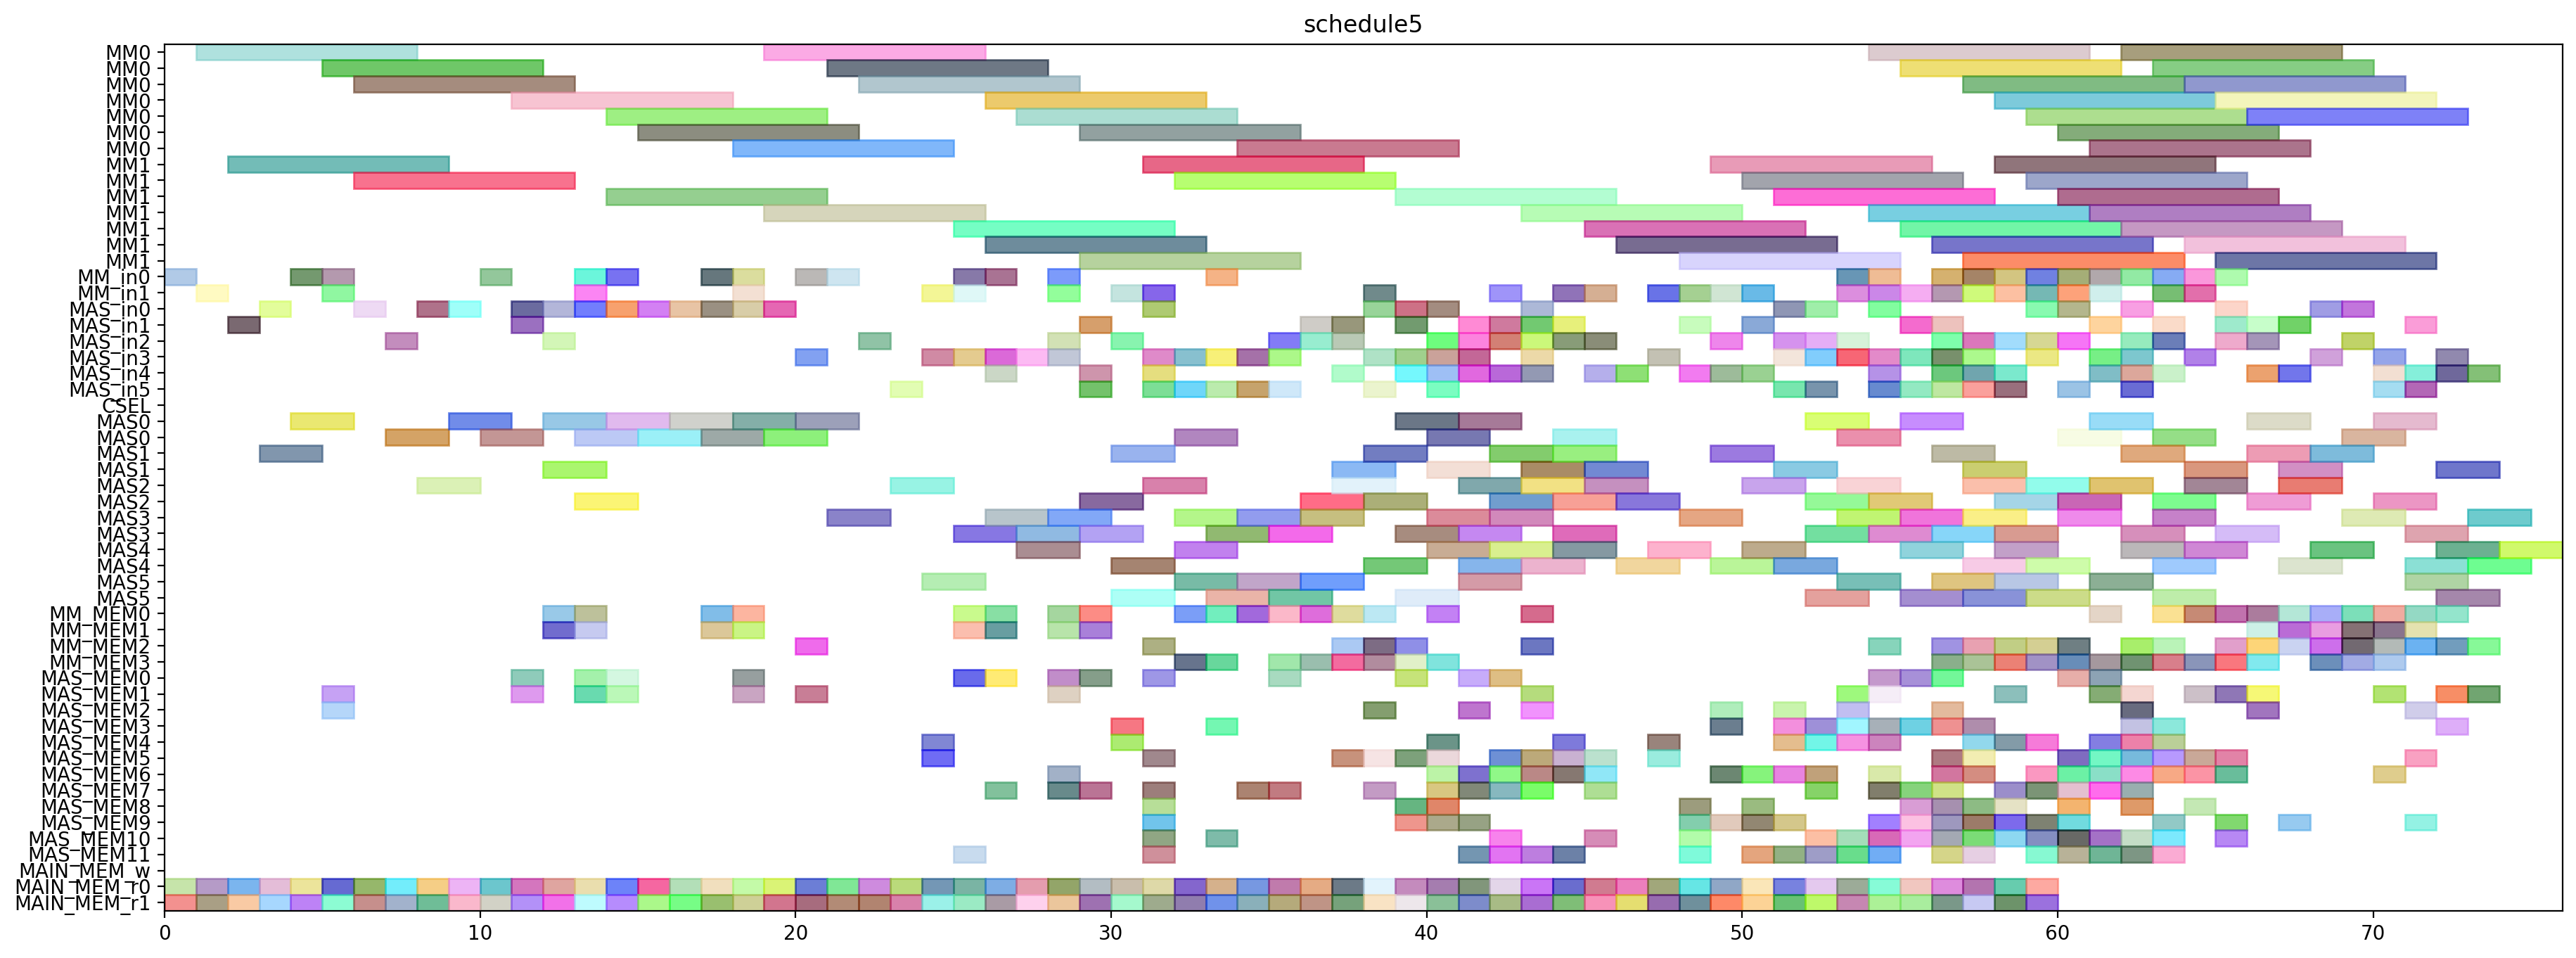 schedule5
MM0
MM0
MM0
MM0
MM0
MM0
MM0
MM1
MM1
MM1
MM1
MM1
MM1
MM1
MM_in0
MM_in1
MAS_in0
MAS_in1
MAS_in2
MAS_in3
MAS_in4
MAS_in5
CSEL
MAS0
MAS0
MAS1
MAS1
MAS2
MAS2
MAS3
MAS3
MAS4
MAS4
MAS5
MAS5
MM_MEM0
MM_MEM1
MM_MEM2
MM_MEM3
MAS_MEM0
MAS_MEM1
MAS_MEM2
MAS_MEM3
MAS_MEM4
MAS_MEM5
MAS_MEM6
MAS_MEM7
MAS_MEM8
MAS_MEM9
MAS_MEM10
MAS_MEM11
MAIN_MEM_w
MAIN_MEM_r0
MAIN_MEM_r1
0 10 20 30 40 50 60 70